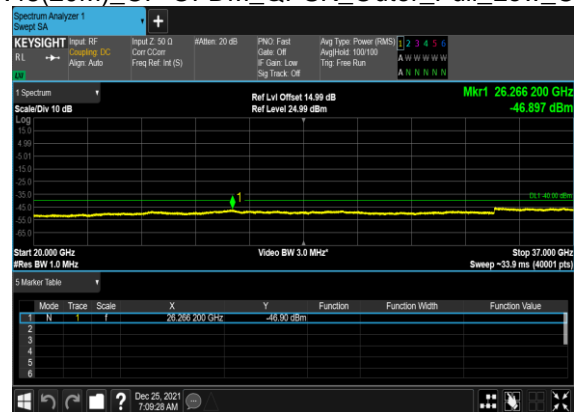 Spectrum Analyzer 1
Swept SA
KEYSIGHT Input: RF Input Z: 50 Ω #Atten: 20 dB PNO: Fast Avg Type: Power (RMS) 1 2 3 4 5 6
RL Coupling: DC Corr CCorr Gate: Off Avg|Hold: 100/100 A W W W W W
Align: Auto Freq Ref: Int (S) IF Gain: Low Trig: Free Run
Sig Track: Off A N N N N N
1 Spectrum Ref Lvl Offset 14.99 dB Mkr1 26.266 200 GHz
Scale/Div 10 dB Ref Level 24.99 dBm -46.897 dBm
Log
15.0
4.99
-5.01
-15.0
-25.0
-35.0 1 DL1 -40.00 dBm
-45.0
-55.0
-65.0
Start 20.000 GHz Video BW 3.0 MHz* Stop 37.000 GHz
#Res BW 1.0 MHz Sweep ~33.9 ms (40001 pts)
5 Marker Table
Mode Trace Scale X Y Function Function Width Function Value
1 N 1 f 26.266 200 GHz -46.90 dBm
2
3
4
5
6
Dec 25, 2021
7:09:28 AM